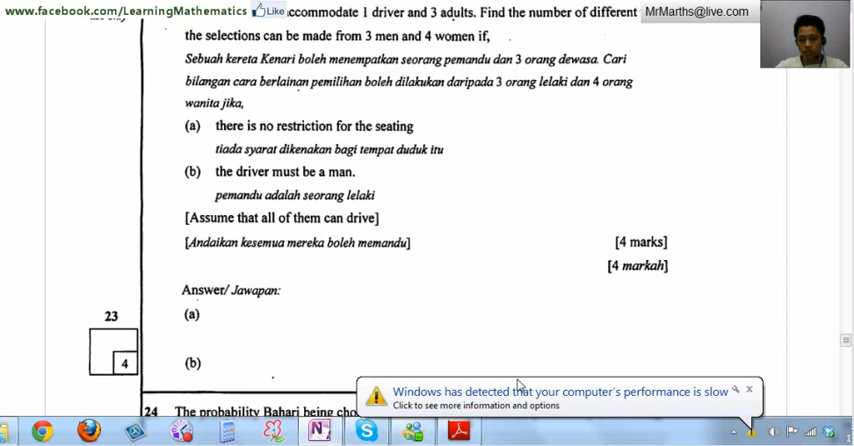 www.facebook.com/LearningMathematics Like ccommodate 1 driver and 3 adults. Find the number of different MrMarths@live.com
the selections can be made from 3 men and 4 women if,
Sebuah kereta Kenari boleh menempatkan seorang pemandu dan 3 orang dewasa. Cari
bilangan cara berlainan pemilihan boleh dilakukan daripada 3 orang lelaki dan 4 orang
wanita jika,
(a) there is no restriction for the seating
tiada syarat dikenakan bagi tempat duduk itu
(b) the driver must be a man.
pemandu adalah seorang lelaki
[Assume that all of them can drive]
[Andaikan kesemua mereka boleh memandu] [4 marks]
[4 markah]
Answer/ Jawapan:
23 (a)
4 (b)
Windows has detected that your computer's performance is slow
Click to see more information and options
24 The probability Bahari being cho